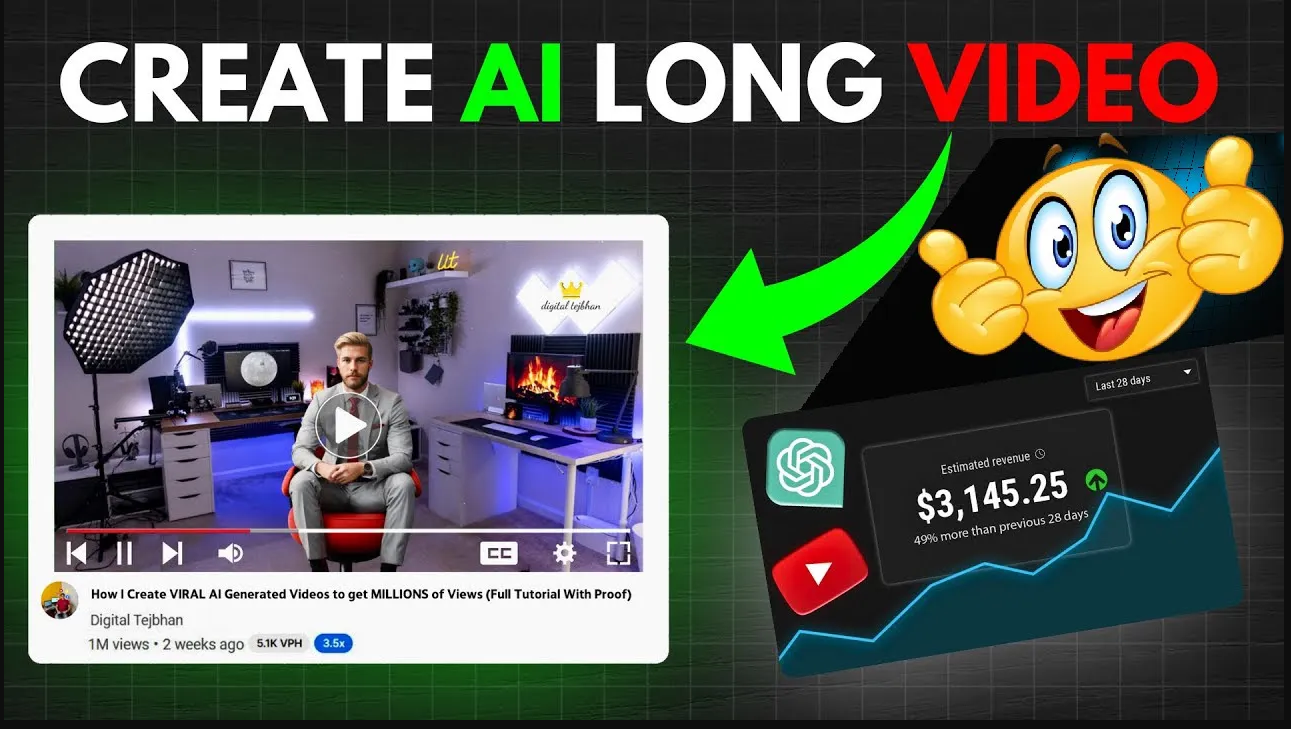 CREATE AI LONG VIDEO
lit
digital tejbhan
CC
How I Create VIRAL AI Generated Videos to get MILLIONS of Views (Full Tutorial With Proof)
Digital Tejbhan
1M views • 2 weeks ago 5.1K VPH 3.5x
Last 28 days
Estimated revenue
$3,145.25
49% more than previous 28 days